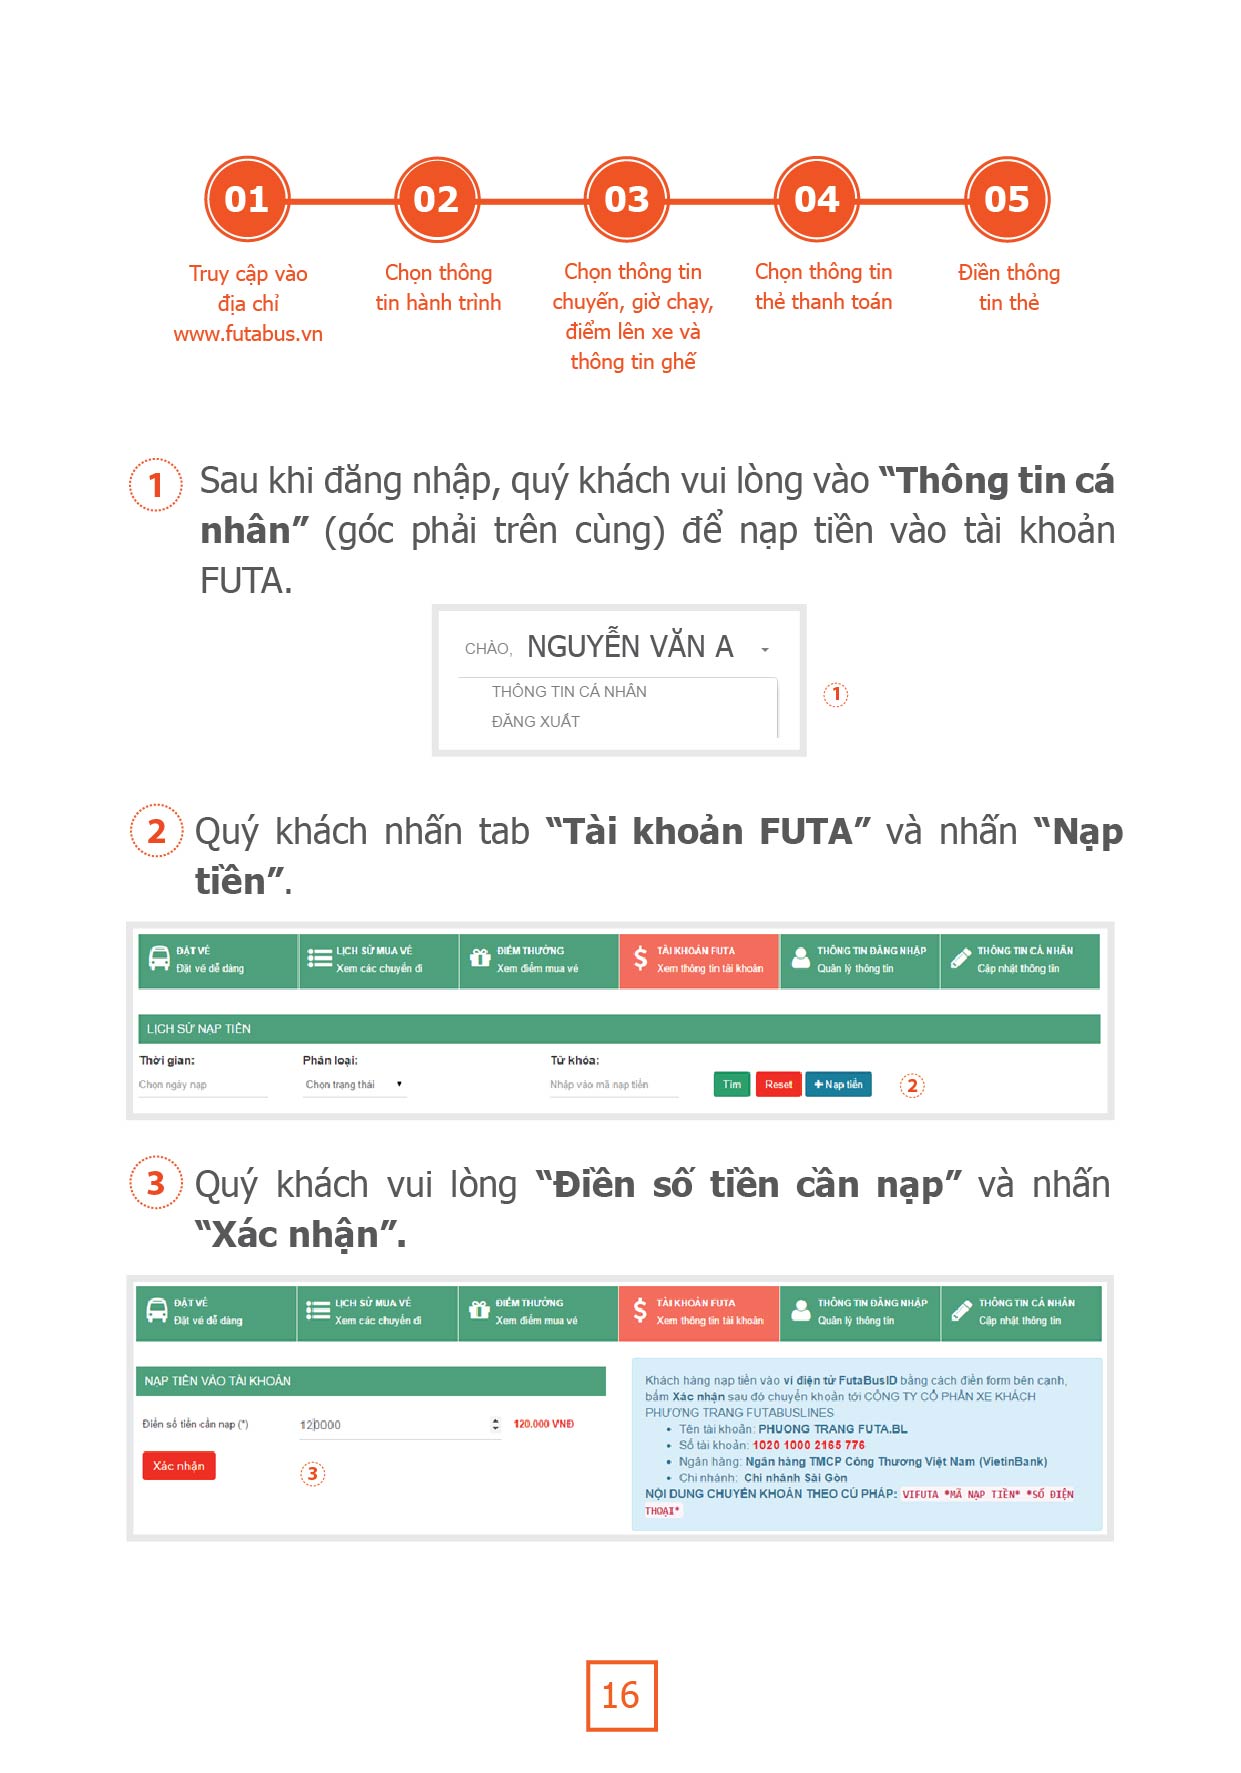 01 02 03 04 05
Truy cập vào
địa chỉ
www.futabus.vn
Chọn thông
tin hành trình
Chọn thông tin
chuyến, giờ chạy,
điểm lên xe và
thông tin ghế
Chọn thông tin
thẻ thanh toán
Điền thông
tin thẻ
1 Sau khi đăng nhập, quý khách vui lòng vào “Thông tin cá
nhân” (góc phải trên cùng) để nạp tiền vào tài khoản
FUTA.
CHÀO, NGUYỄN VĂN A
THÔNG TIN CÁ NHÂN
1
ĐĂNG XUẤT
2 Quý khách nhấn tab “Tài khoản FUTA” và nhấn “Nạp
tiền”.
ĐẶT VÉ
Đặt vé dễ dàng
LỊCH SỬ MUA VÉ
Xem các chuyến đi
ĐIỂM THƯỞNG
Xem điểm mua vé
TÀI KHOẢN FUTA
Xem thông tin tài khoản
THÔNG TIN ĐĂNG NHẬP
Quản lý thông tin
THÔNG TIN CÁ NHÂN
Cập nhật thông tin
LỊCH SỬ NẠP TIỀN
Thời gian: Phân loại: Từ khóa:
Chọn ngày nạp Chọn trạng thái Nhập vào mã nạp tiền Tìm Reset + Nạp tiền 2
3 Quý khách vui lòng “Điền số tiền cần nạp” và nhấn
“Xác nhận”.
ĐẶT VÉ
Đặt vé dễ dàng
LỊCH SỬ MUA VÉ
Xem các chuyến đi
ĐIỂM THƯỞNG
Xem điểm mua vé
TÀI KHOẢN FUTA
Xem thông tin tài khoản
THÔNG TIN ĐĂNG NHẬP
Quản lý thông tin
THÔNG TIN CÁ NHÂN
Cập nhật thông tin
NẠP TIỀN VÀO TÀI KHOẢN
Điền số tiền cần nạp (*) 120000 120.000 VNĐ
Xác nhận
3
Khách hàng nạp tiền vào ví điện tử FutaBusID bằng cách điền form bên cạnh,
bấm Xác nhận sau đó chuyển khoản tới CÔNG TY CỔ PHẦN XE KHÁCH
PHƯƠNG TRANG FUTABUSLINES
• Tên tài khoản: PHUONG TRANG FUTA.BL
• Số tài khoản: 1020 1000 2165 776
• Ngân hàng: Ngân hàng TMCP Công Thương Việt Nam (VietinBank)
• Chi nhánh: Chi nhánh Sài Gòn
NỘI DUNG CHUYỂN KHOẢN THEO CÚ PHÁP: VIFUTA *MÃ NẠP TIỀN* *SỐ ĐIỆN
THOẠI*
16